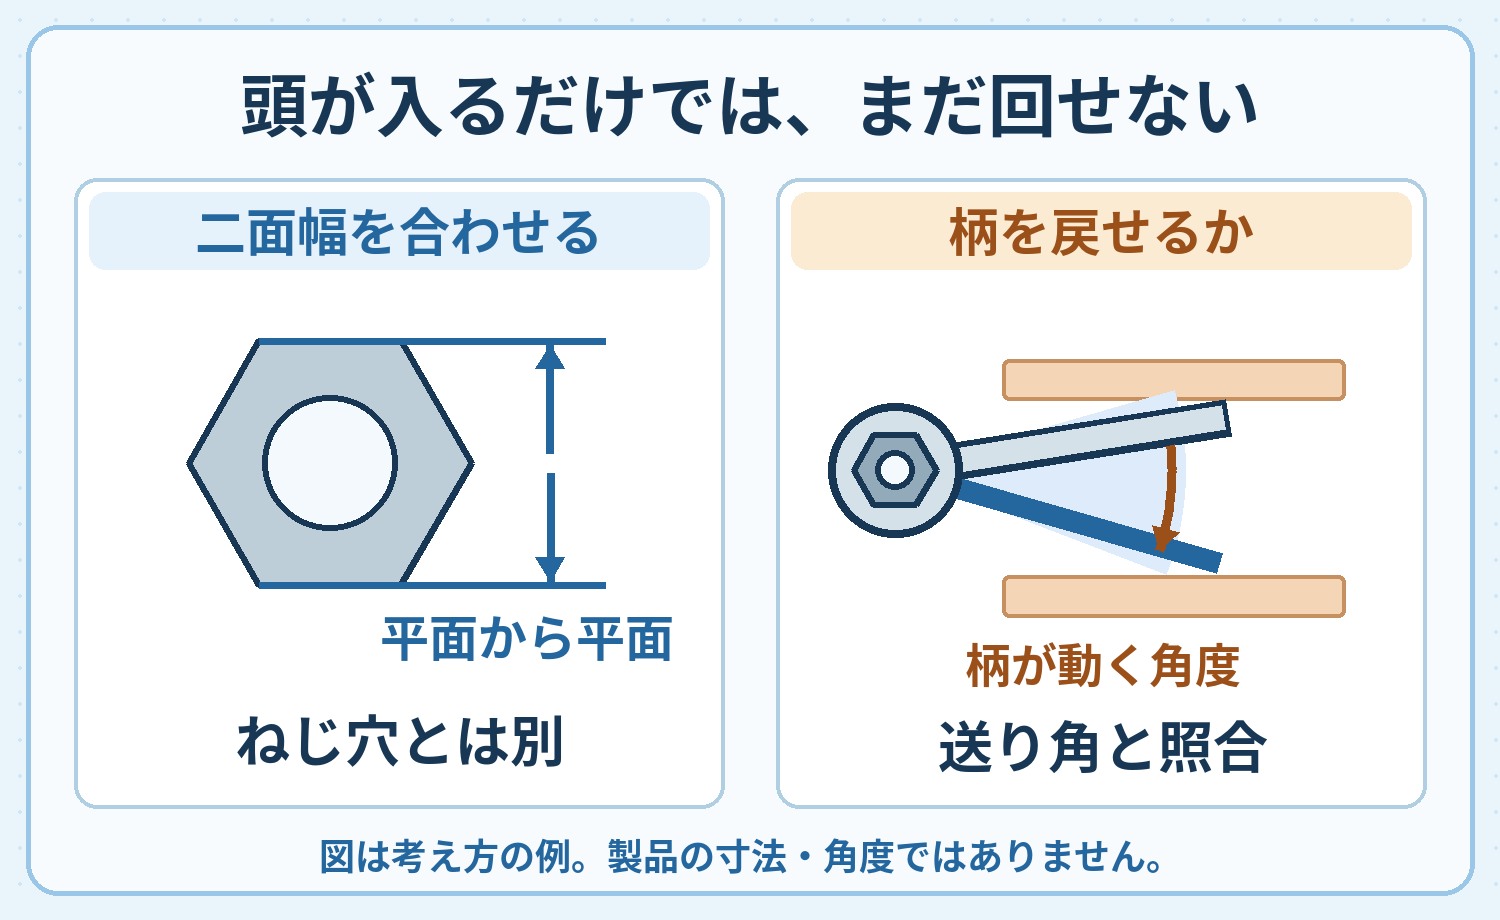 頭が入るだけでは、まだ回せない
二面幅を合わせる
平面から平面
ねじ穴とは別
柄を戻せるか
柄が動く角度
送り角と照合
図は考え方の例。製品の寸法・角度ではありません。